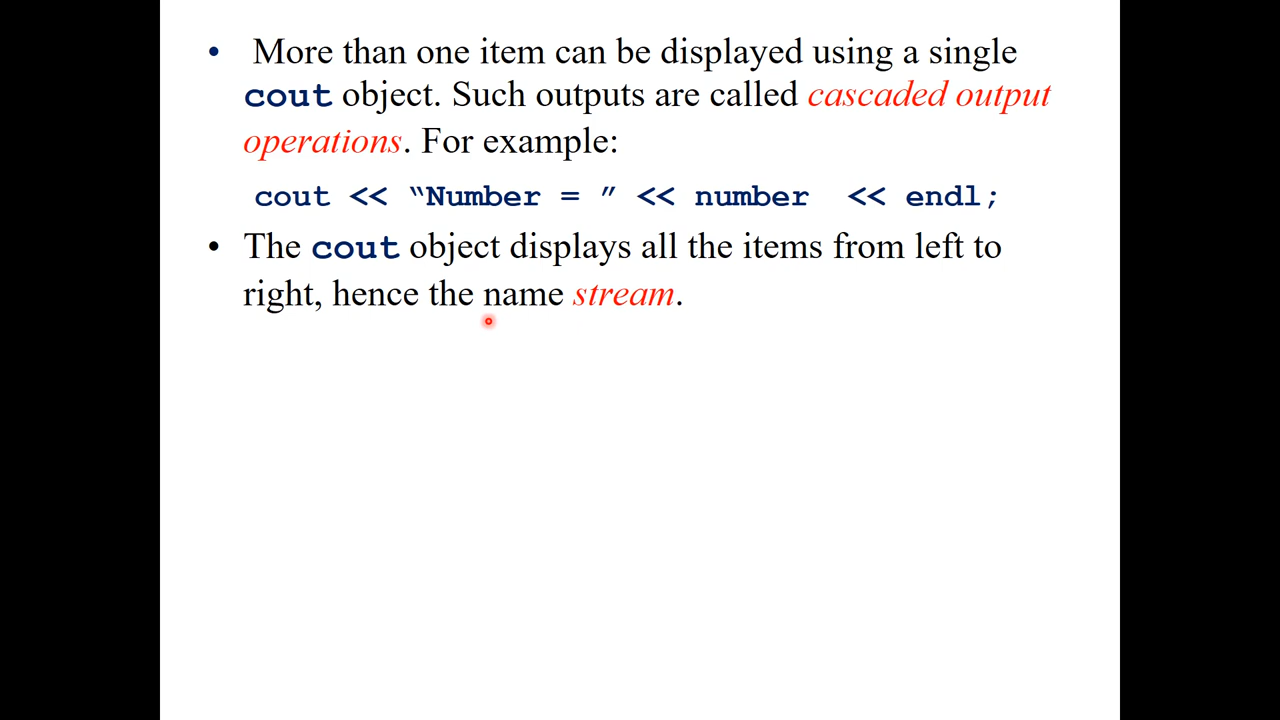 • More than one item can be displayed using a single
cout object. Such outputs are called cascaded output
operations. For example:
cout << “Number = ” << number << endl;
• The cout object displays all the items from left to
right, hence the name stream.